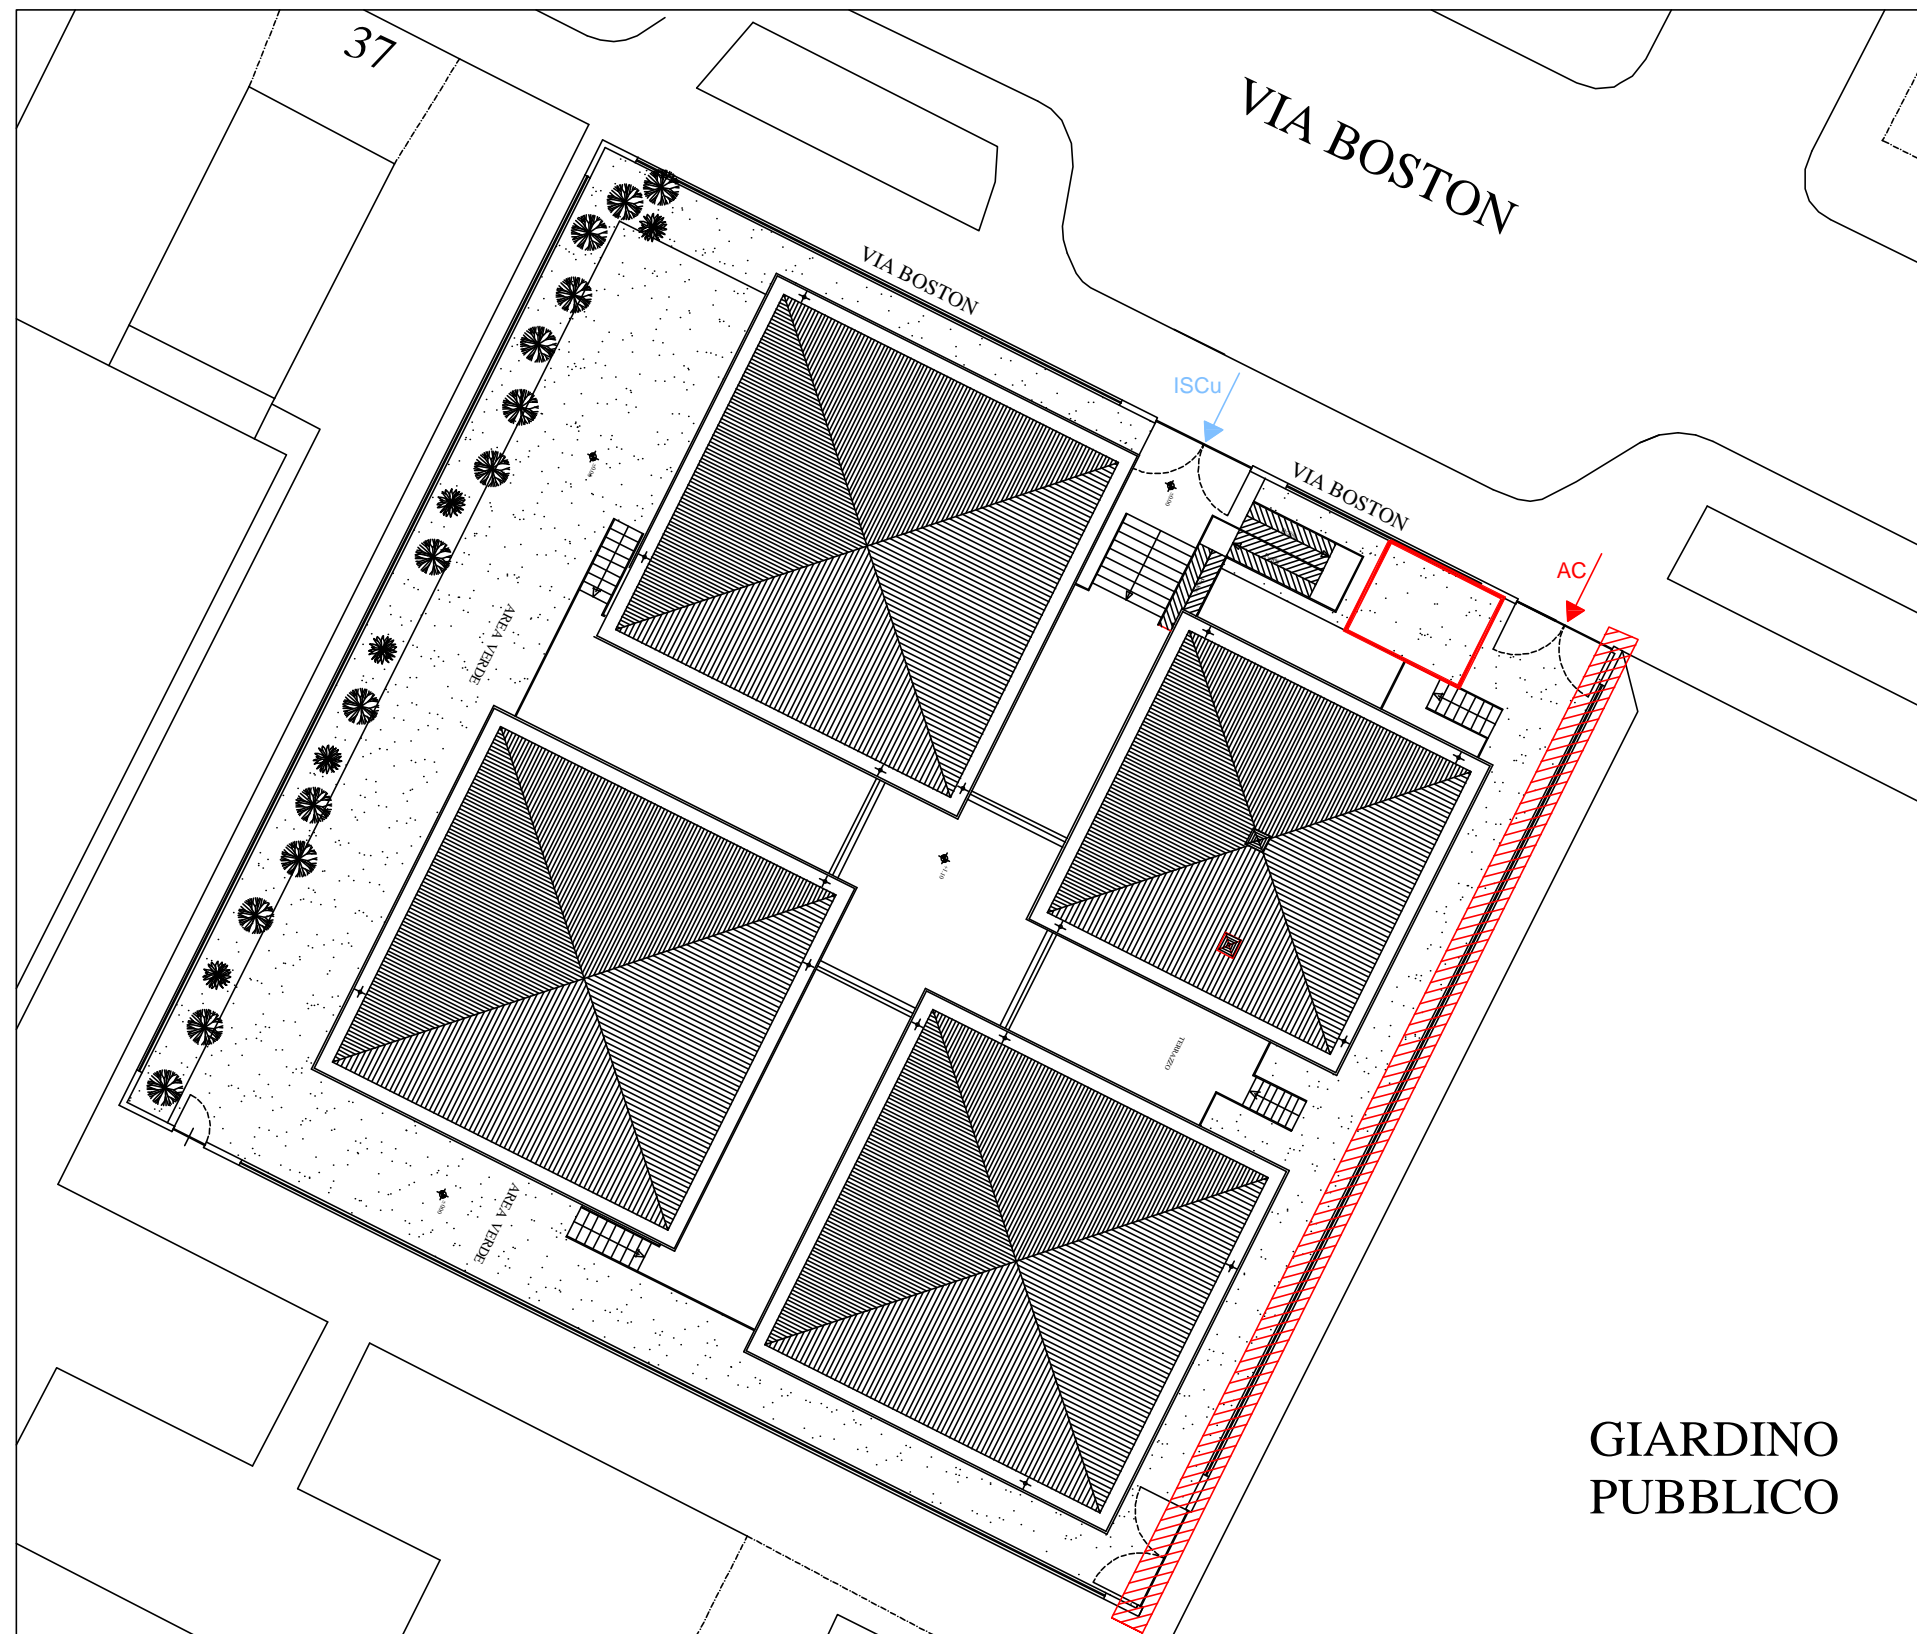 37
VIA BOSTON
VIA BOSTON
ISCu
VIA BOSTON
AC
AREA VERDE
TERRAZZO
AREA VERDE
GIARDINO
PUBBLICO